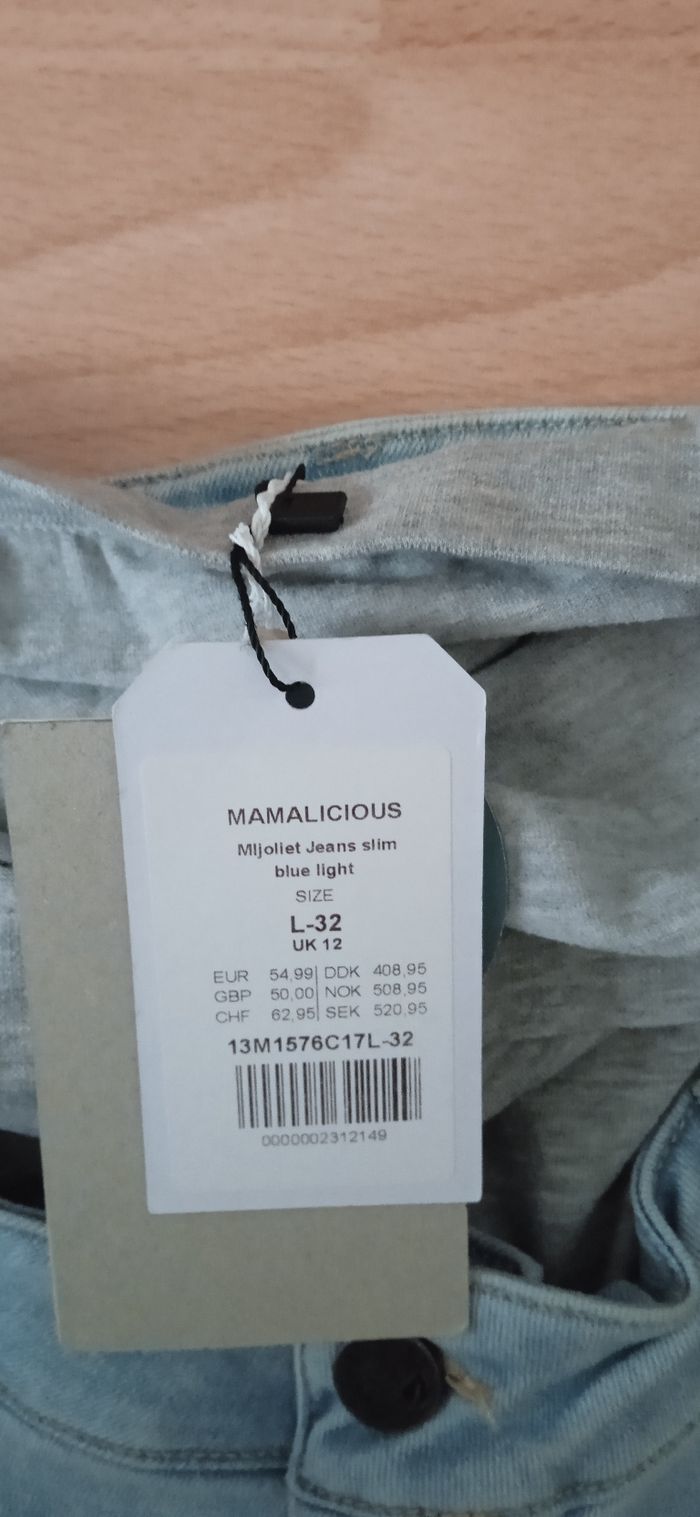 MAMALICIOUS
Mljoliet Jeans slim
blue light
SIZE
L-32
UK 12
EUR 54,99 | DDK 408,95
GBP 50,00 | NOK 508,95
CHF 62,95 | SEK 520,95
13M1576C17L-32
0000002312149